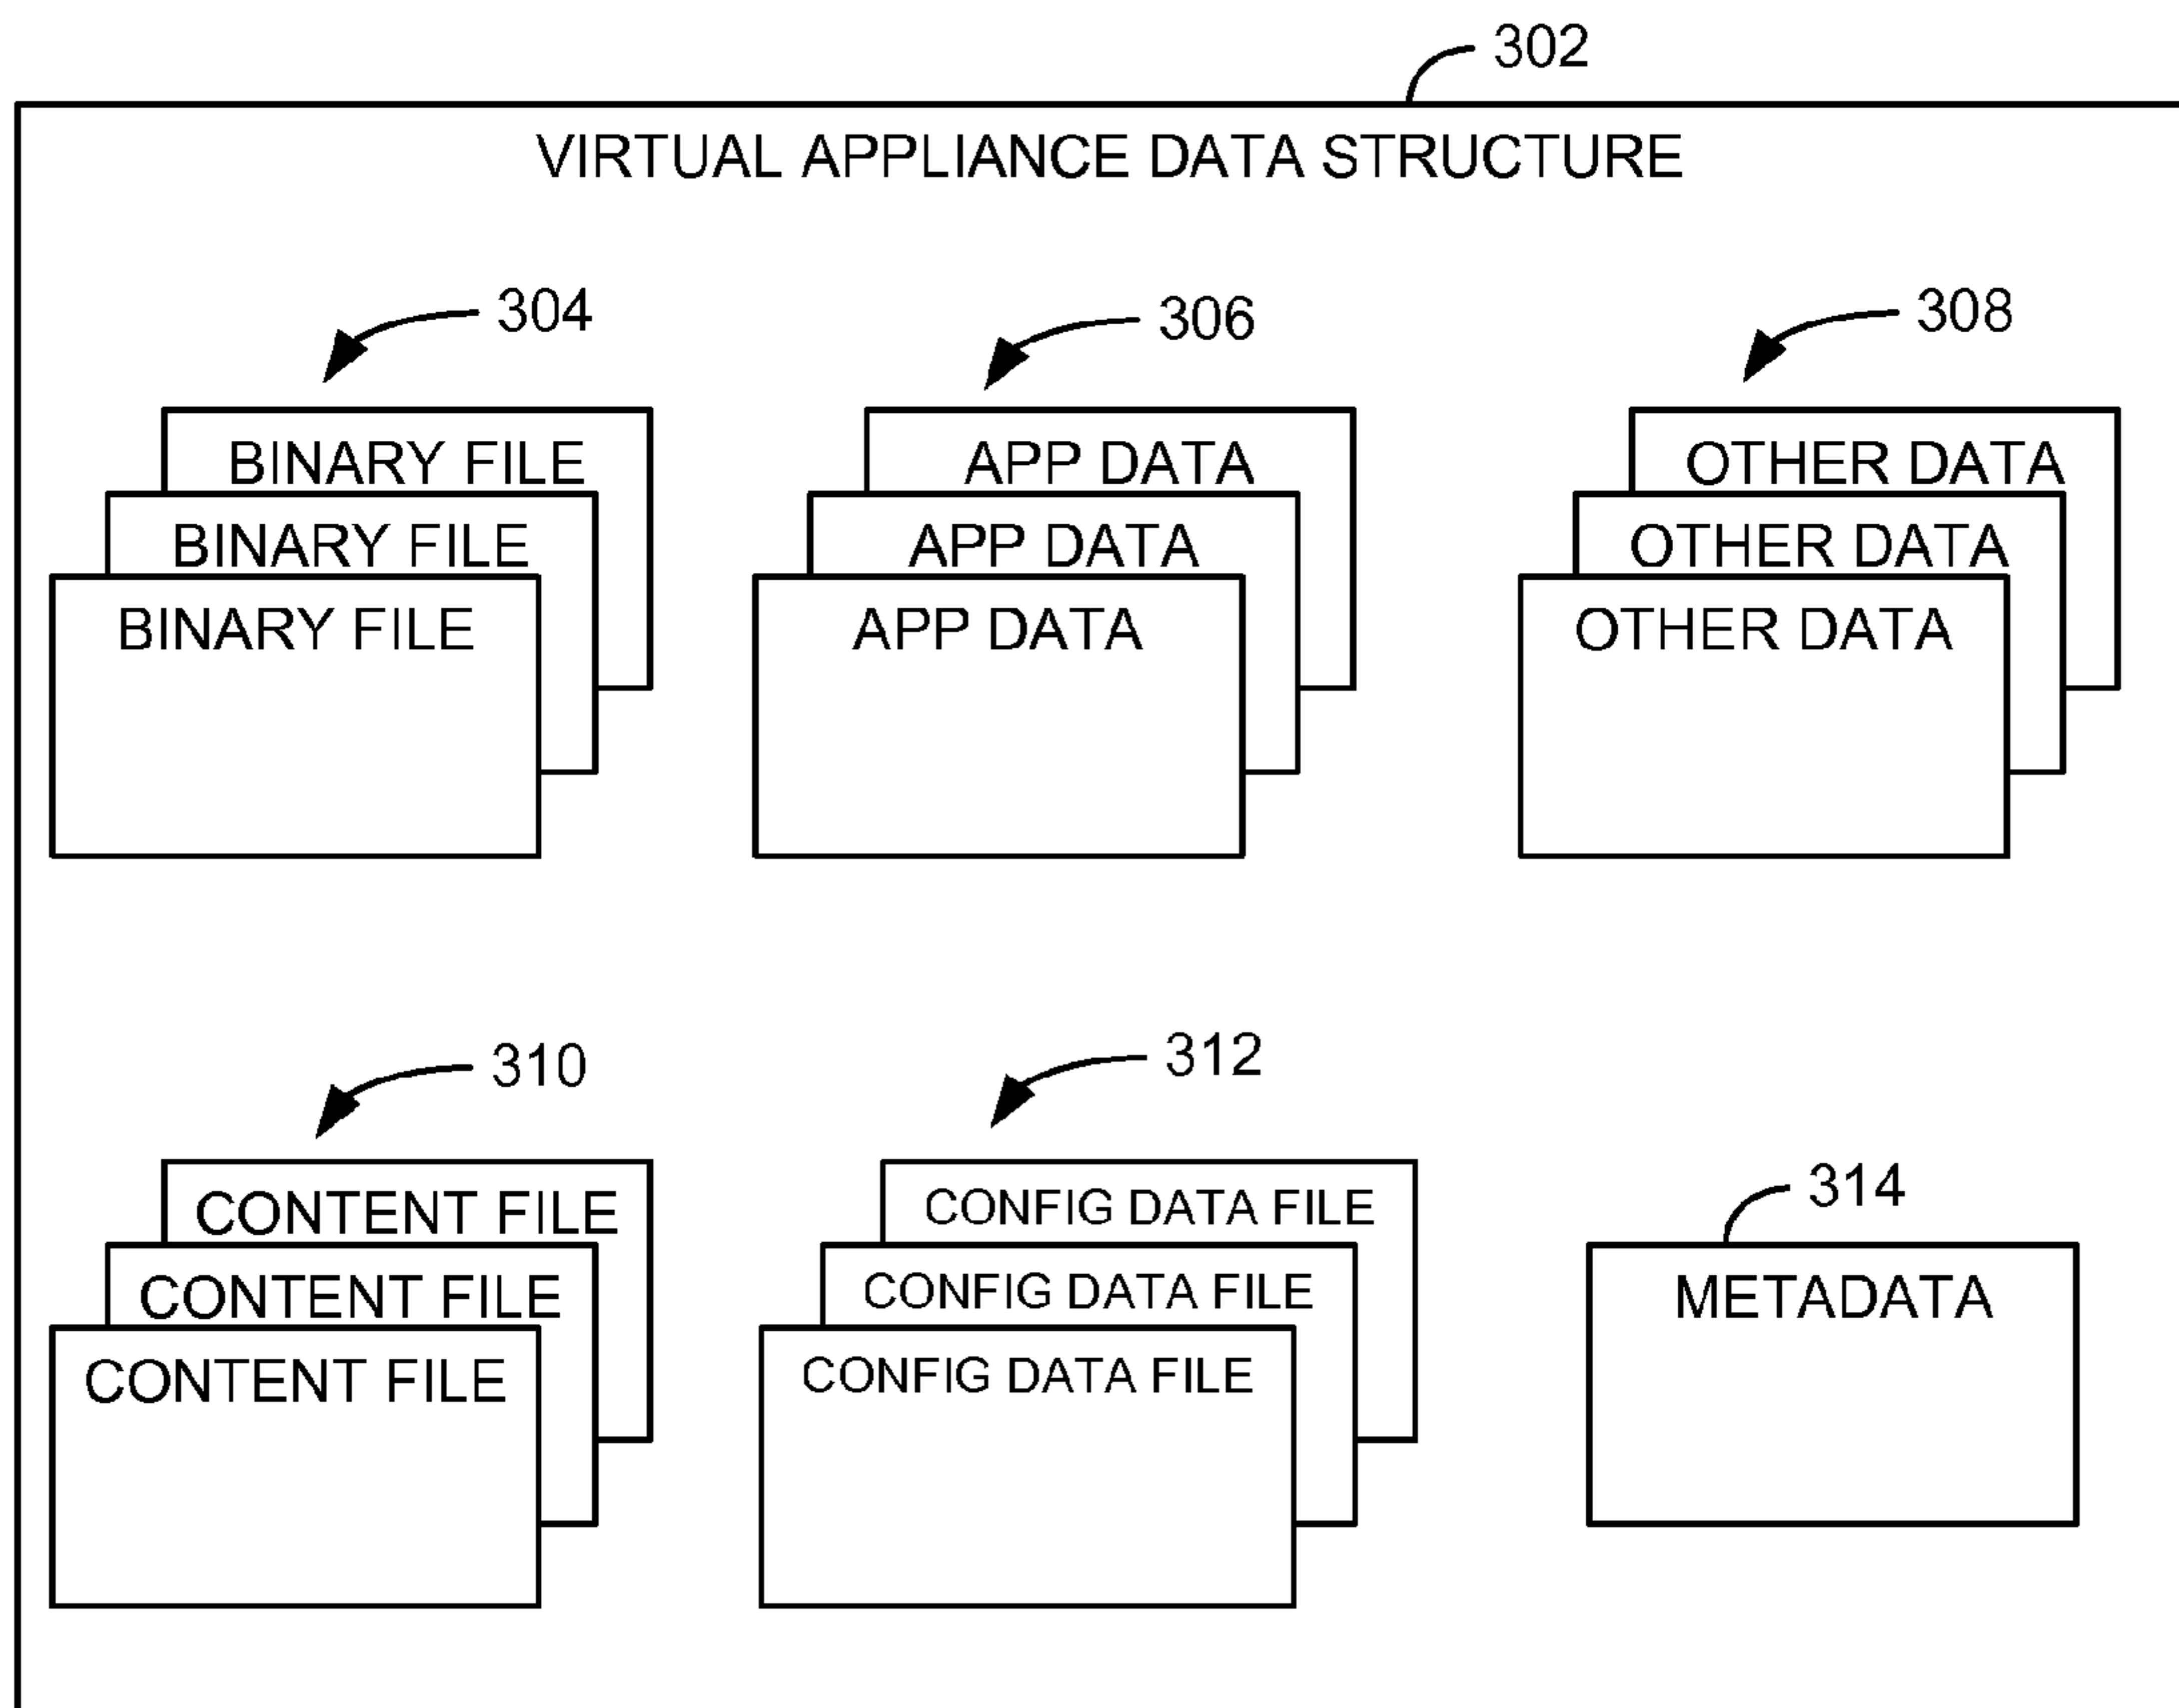 302
VIRTUAL APPLIANCE DATA STRUCTURE
304
306
308
BINARY FILE
BINARY FILE
BINARY FILE
APP DATA
APP DATA
APP DATA
OTHER DATA
OTHER DATA
OTHER DATA
310
312
314
CONTENT FILE
CONTENT FILE
CONTENT FILE
CONFIG DATA FILE
CONFIG DATA FILE
CONFIG DATA FILE
METADATA